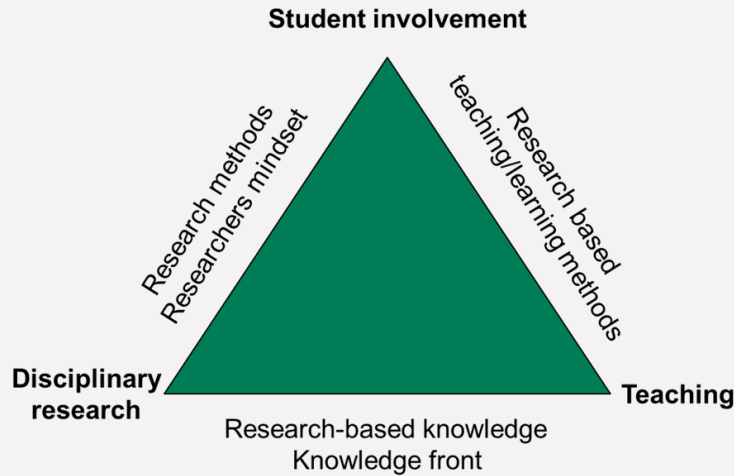 Student involvement
Research methods
Researchers mindset
Research based
teaching/learning methods
Disciplinary
research
Teaching
Research-based knowledge
Knowledge front